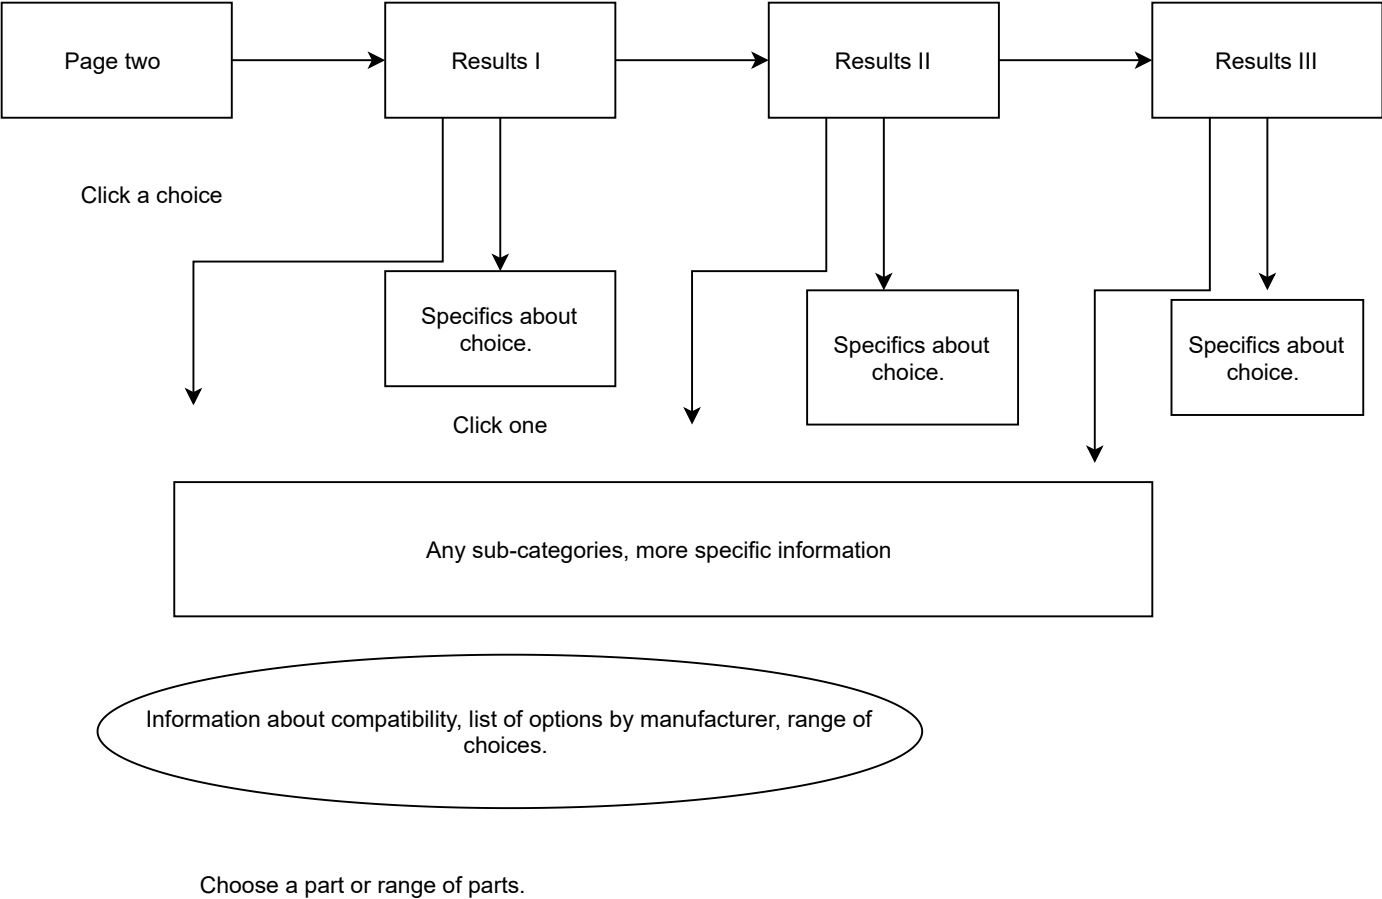 Page two
Results I
Results II
Results III
Click a choice
Specifics about
choice.
Specifics about
choice.
Specifics about
choice.
Click one
Any sub-categories, more specific information
Information about compatibility, list of options by manufacturer, range of
choices.
Choose a part or range of parts.